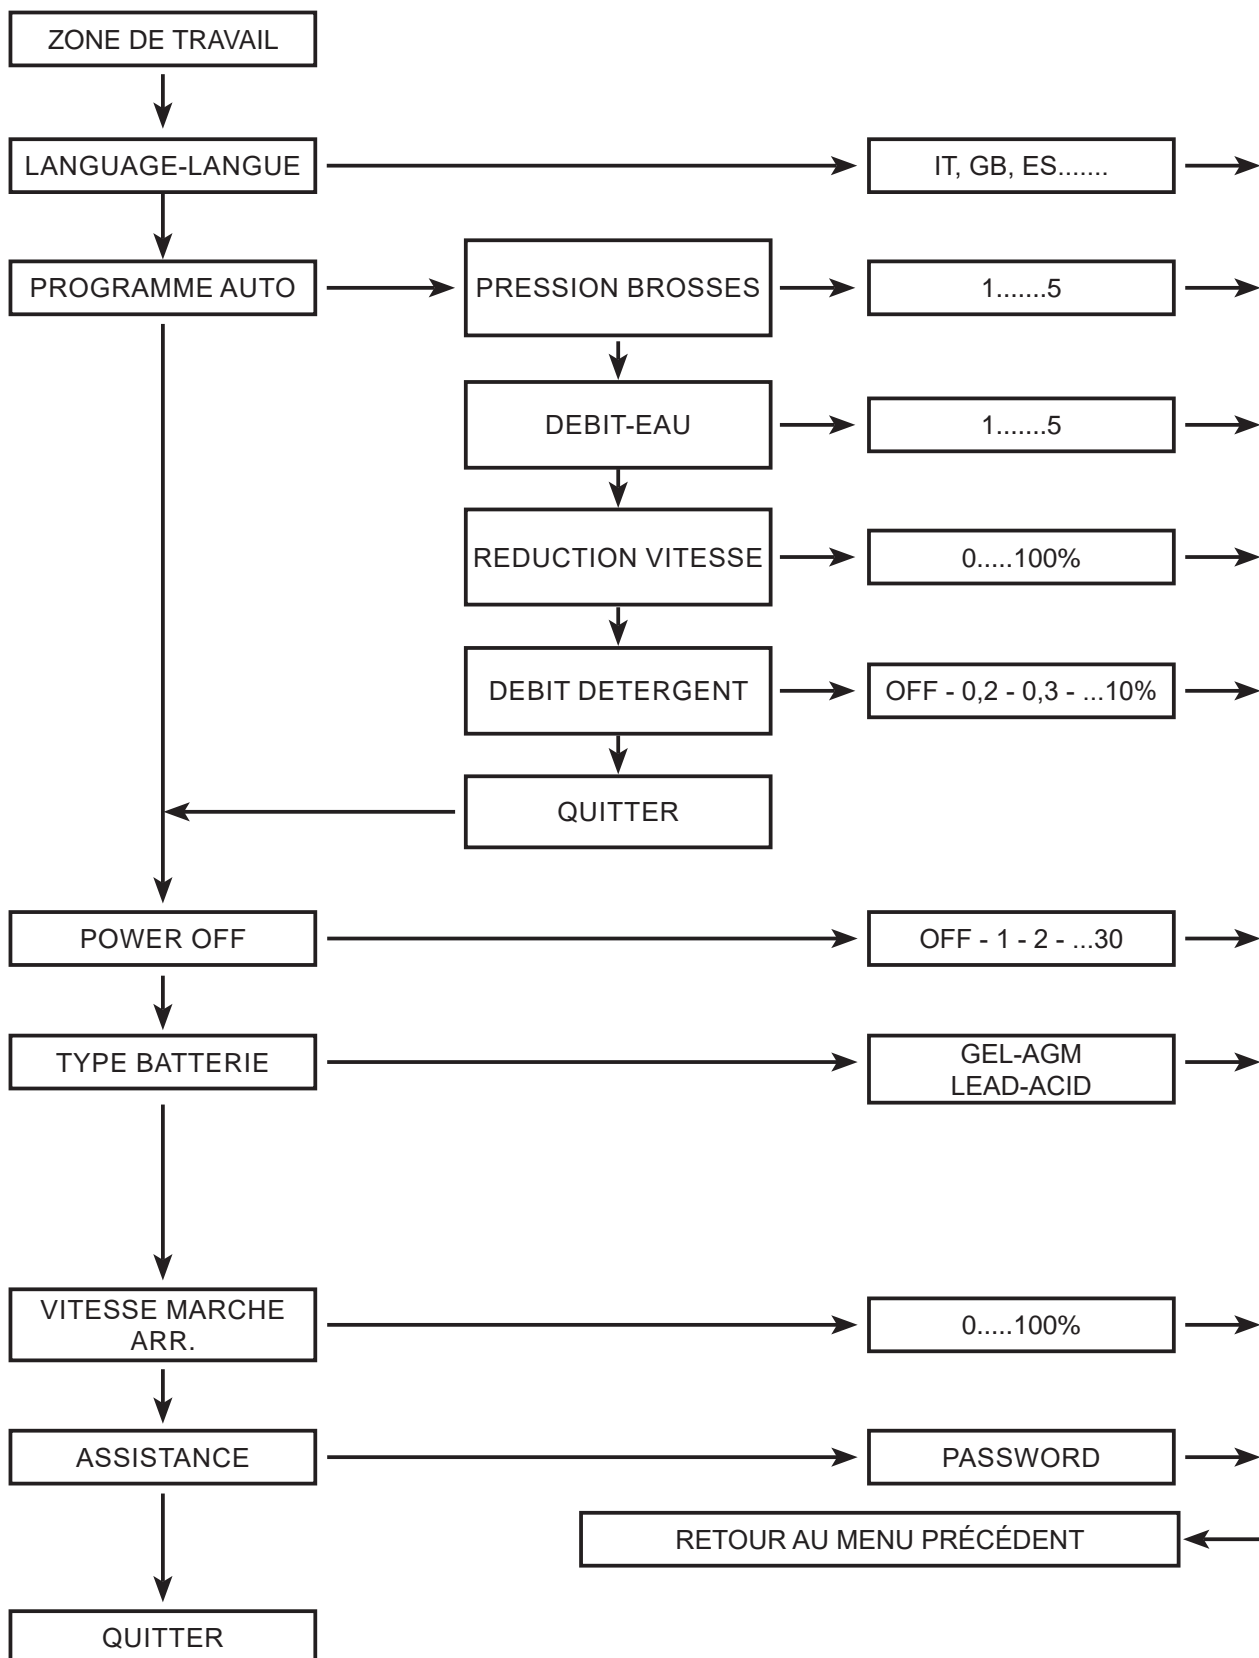 ZONE DE TRAVAIL
LANGUAGE-LANGUE
IT, GB, ES.......
PROGRAMME AUTO
PRESSION BROSSES
1.......5
DEBIT-EAU
1.......5
REDUCTION VITESSE
0.....100%
DEBIT DETERGENT
OFF - 0,2 - 0,3 - ...10%
QUITTER
POWER OFF
OFF - 1 - 2 - ...30
TYPE BATTERIE
GEL-AGM
LEAD-ACID
VITESSE MARCHE
ARR.
0.....100%
ASSISTANCE
PASSWORD
RETOUR AU MENU PRÉCÉDENT
QUITTER